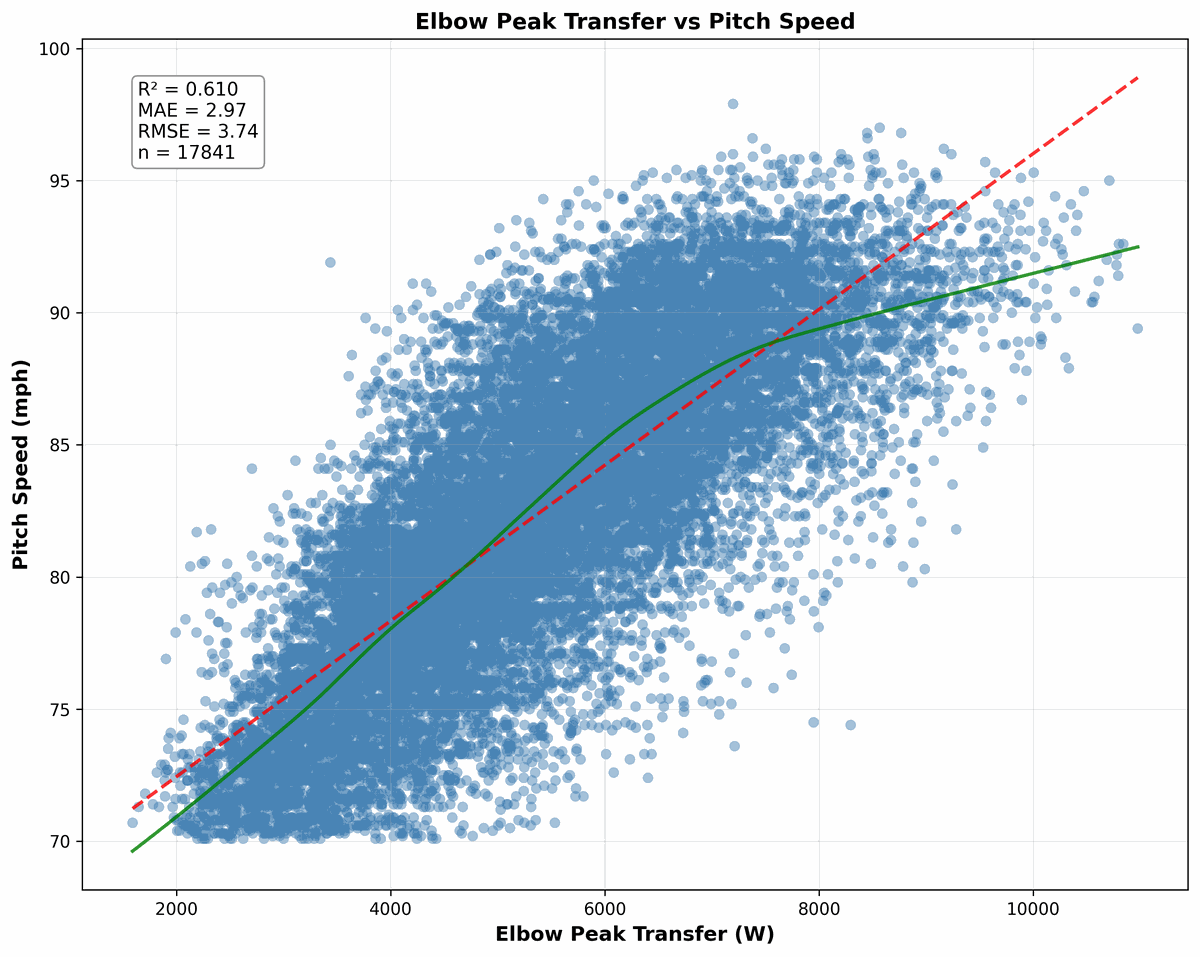 Elbow Peak Transfer vs Pitch Speed
R² = 0.610
MAE = 2.97
RMSE = 3.74
n = 17841
Pitch Speed (mph)
100
95
90
85
80
75
70
2000 4000 6000 8000 10000
Elbow Peak Transfer (W)